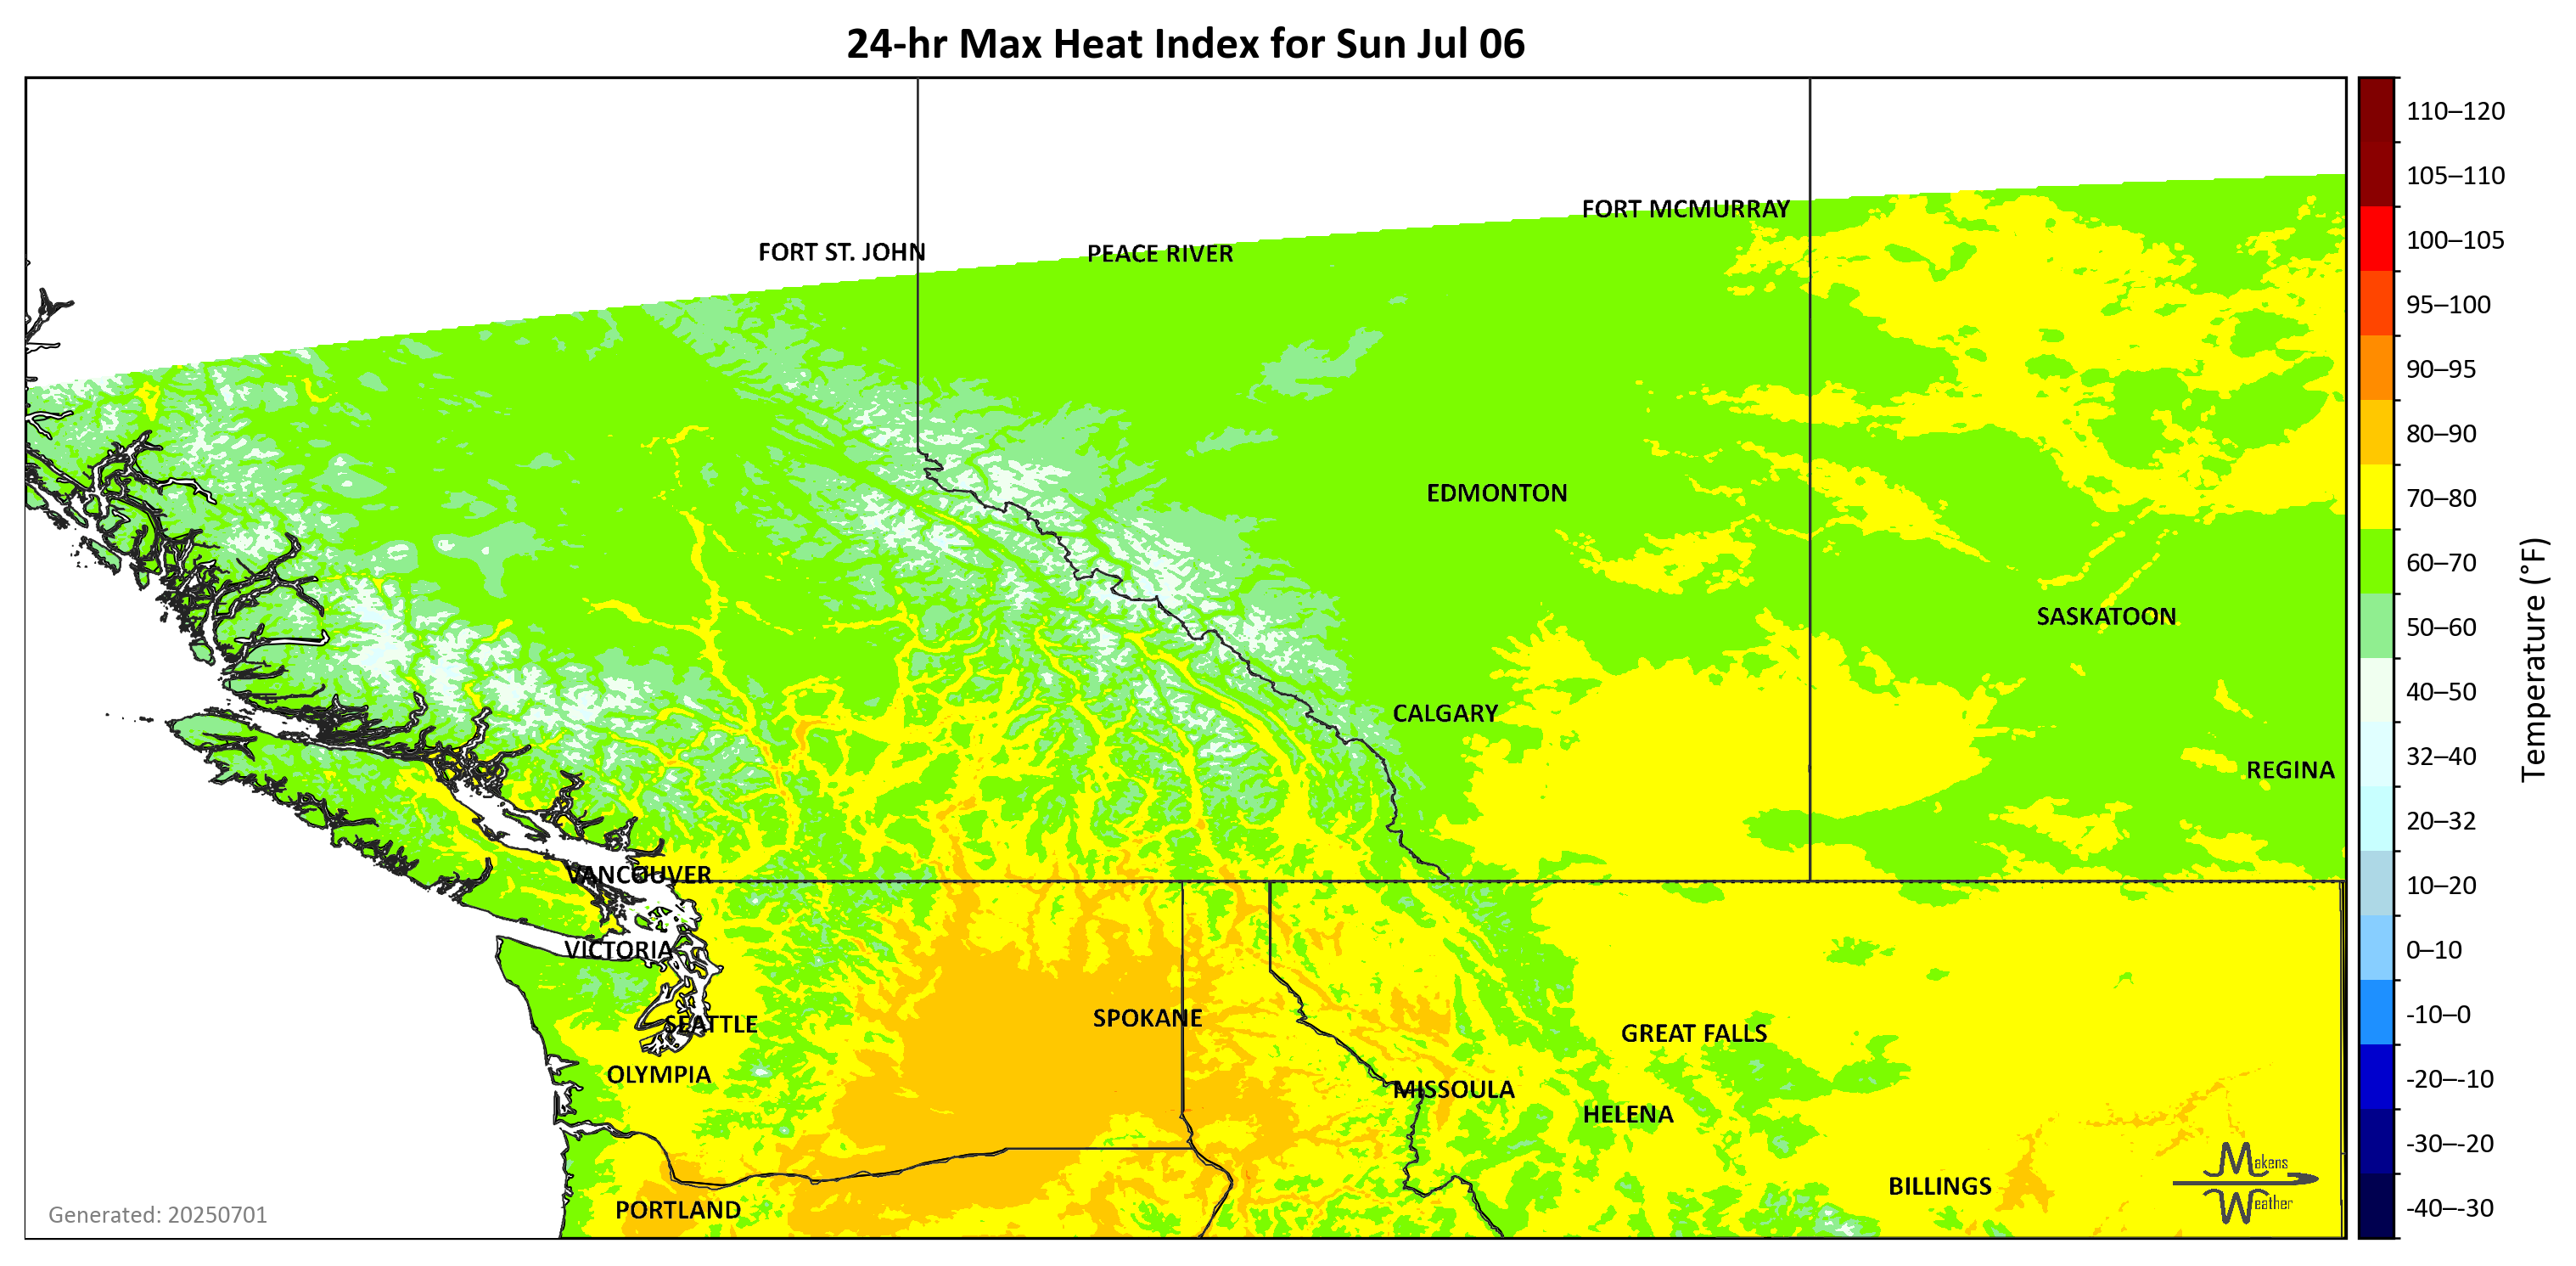 24-hr Max Heat Index for Sun Jul 06
FORT MCMURRAY
FORT ST. JOHN
PEACE RIVER
EDMONTON
SASKATOON
CALGARY
REGINA
VANCOUVER
VICTORIA
SEATTLE
SPOKANE
GREAT FALLS
OLYMPIA
MISSOULA
HELENA
BILLINGS
PORTLAND
Makens
Weather
Generated: 20250701
110–120
105–110
100–105
95–100
90–95
80–90
70–80
60–70
50–60
40–50
32–40
20–32
10–20
0–10
-10–0
-20–-10
-30–-20
-40–-30
Temperature (°F)